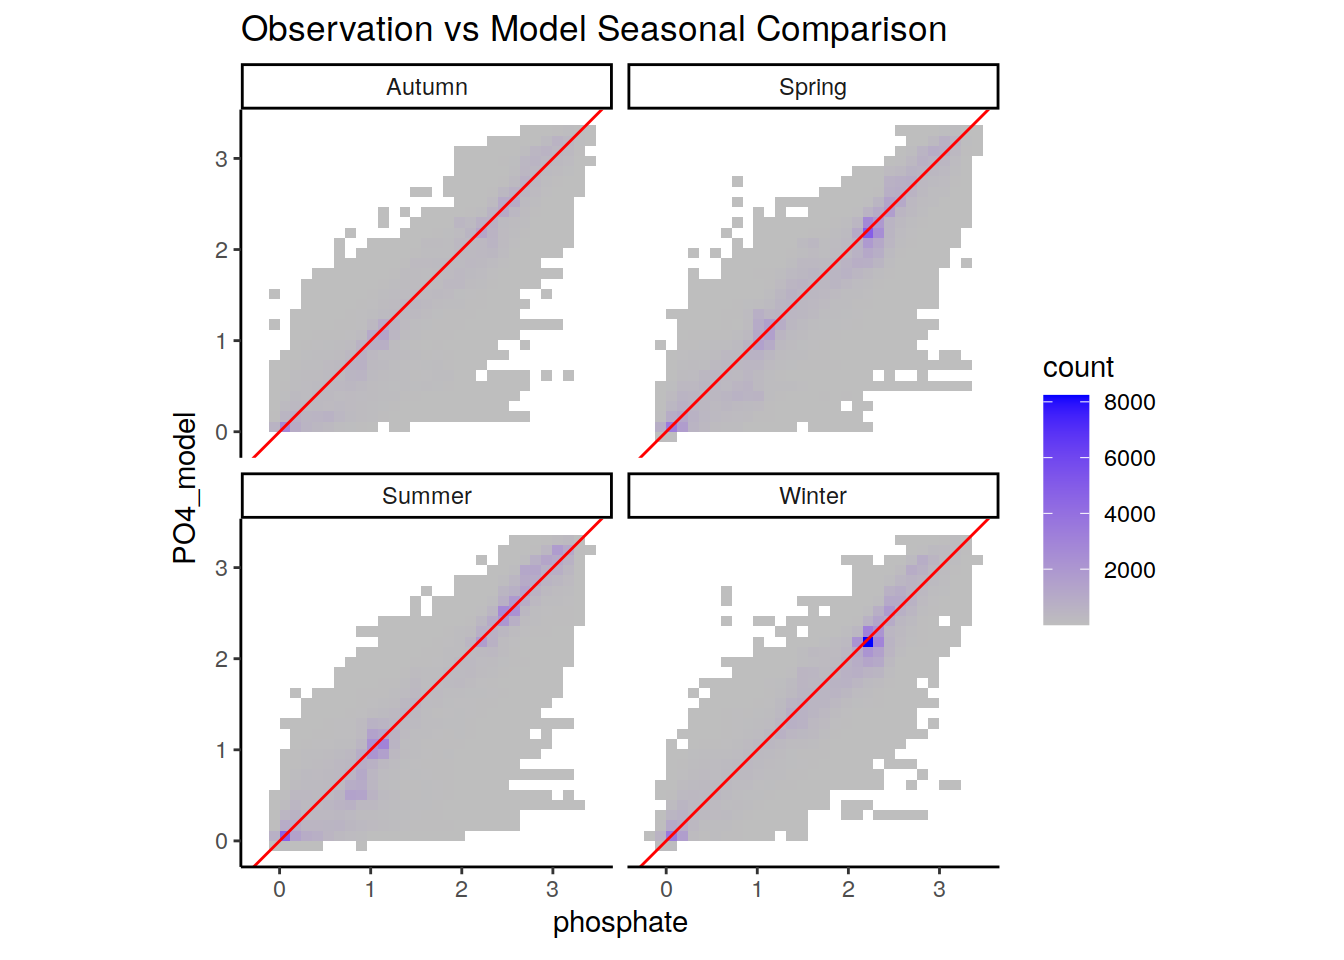 Observation vs Model Seasonal Comparison
Autumn
Spring
3
2
1
0
Summer
Winter
3
2
1
0
0 1 2 3
0 1 2 3
phosphate
PO4_model
count
8000
6000
4000
2000